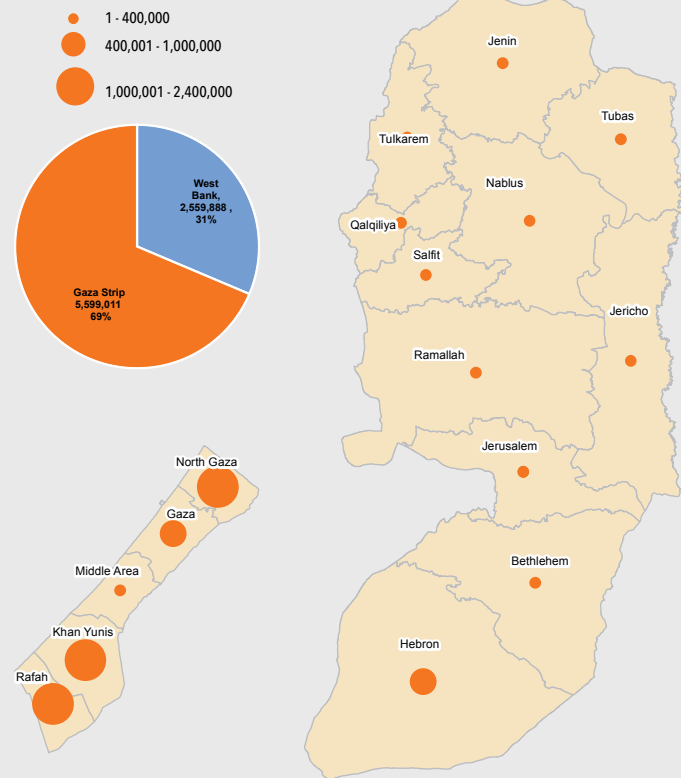 1 - 400,000
400,001 - 1,000,000
1,000,001 - 2,400,000
West
Bank,
2,559,888 ,
31%
Gaza Strip
5,599,011
69%
Jenin
Tubas
Tulkarem
Nablus
Qalqiliya
Salfit
Jericho
Ramallah
Jerusalem
North Gaza
Gaza
Bethlehem
Middle Area
Khan Yunis
Hebron
Rafah